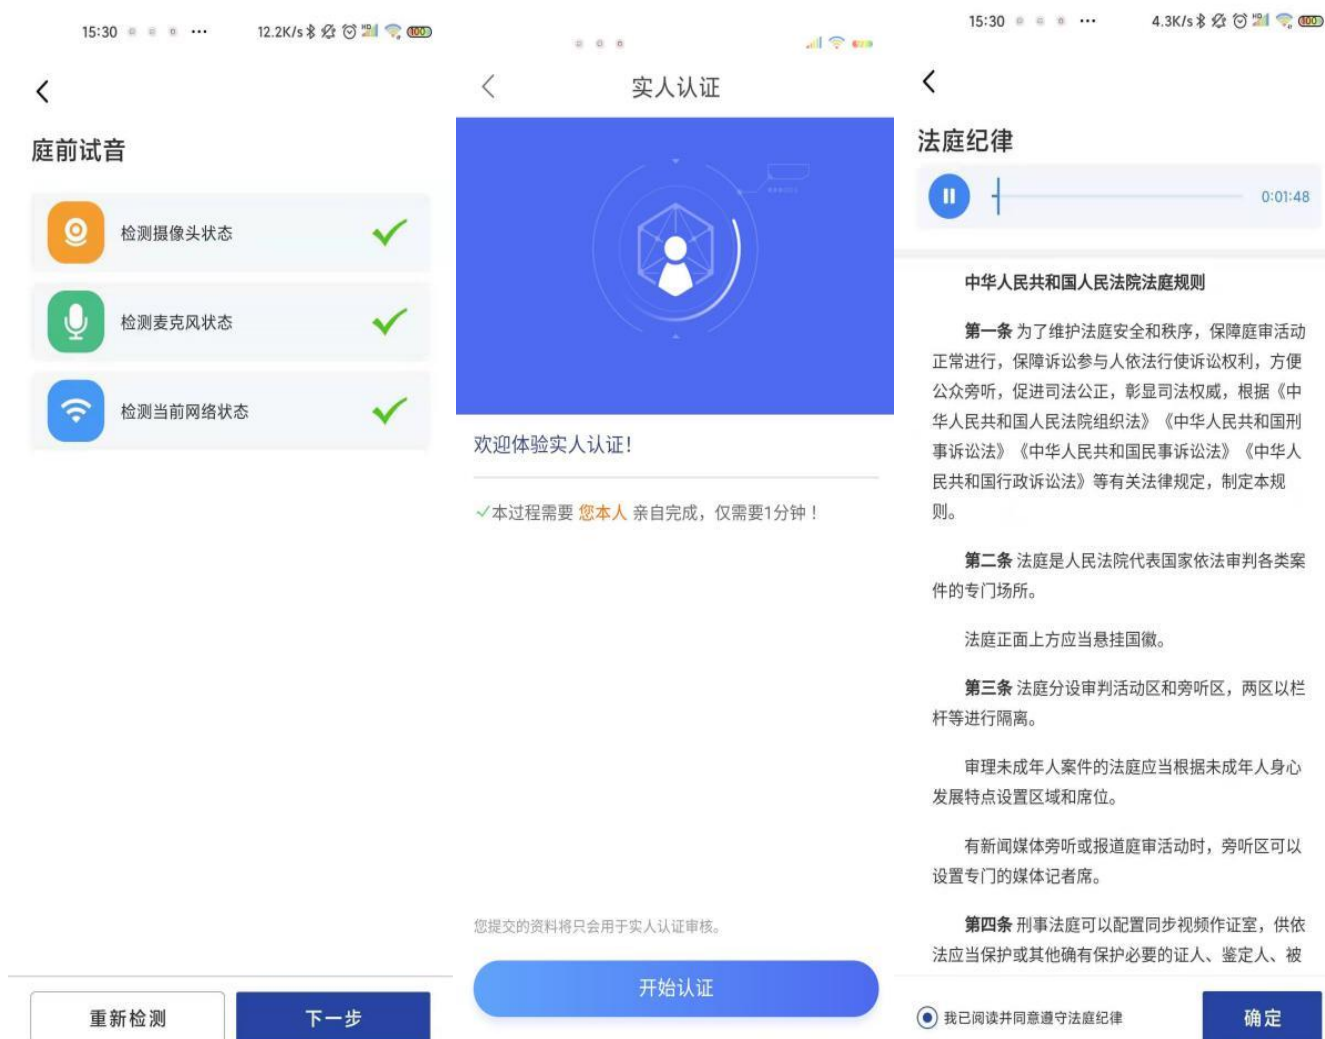 15:30
12.2K/s
100
庭前试音
检测摄像头状态
检测麦克风状态
检测当前网络状态
重新检测
下一步
实人认证
欢迎体验实人认证!
本过程需要 您本人 亲自完成，仅需要1分钟！
您提交的资料将只会用于实人认证审核。
开始认证
15:30
4.3K/s
100
法庭纪律
0:01:48
中华人民共和国人民法院法庭规则
第一条 为了维护法庭安全和秩序，保障庭审活动
正常进行，保障诉讼参与人依法行使诉讼权利，方便
公众旁听，促进司法公正，彰显司法权威，根据《中
华人民共和国人民法院组织法》《中华人民共和国刑
事诉讼法》《中华人民共和国民事诉讼法》《中华人
民共和国行政诉讼法》等有关法律规定，制定本规
则。
第二条 法庭是人民法院代表国家依法审判各类案
件的专门场所。
法庭正面上方应当悬挂国徽。
第三条 法庭分设审判活动区和旁听区，两区以栏
杆等进行隔离。
审理未成年人案件的法庭应当根据未成年人身心
发展特点设置区域和席位。
有新闻媒体旁听或报道庭审活动时，旁听区可以
设置专门的媒体记者席。
第四条 刑事法庭可以配置同步视频作证室，供依
法应当保护或其他确有保护必要的证人、鉴定人、被
我已阅读并同意遵守法庭纪律
确定